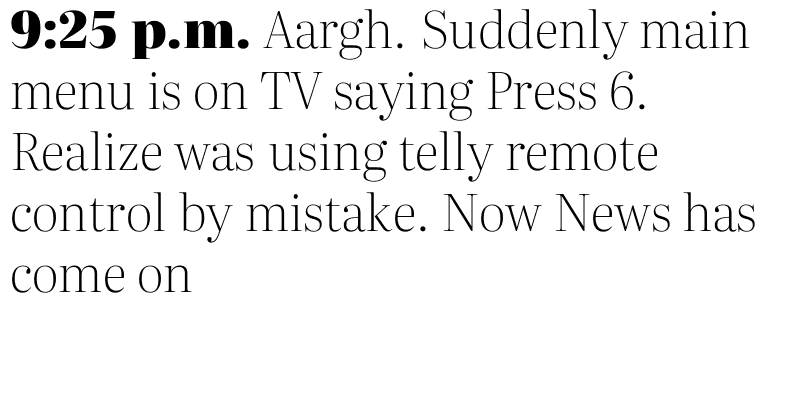 9:25 p.m. Aargh. Suddenly main
menu is on TV saying Press 6.
Realize was using telly remote
control by mistake. Now News has
come on